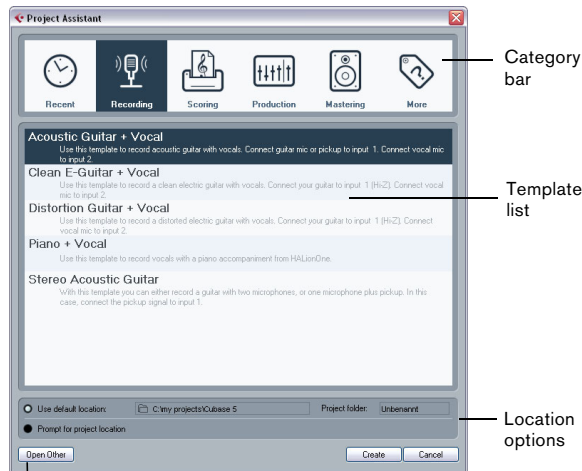 Project Assistant
Recent
Recording
Scoring
Production
Mastering
More
Category
bar
Acoustic Guitar + Vocal
Use this template to record acoustic guitar with vocals. Connect guitar mic or pickup to input 1. Connect vocal mic
to input 2.
Clean E-Guitar + Vocal
Use this template to record a clean electric guitar with vocals. Connect your guitar to input 1 (Hi-Z). Connect vocal
mic to input 2.
Template
list
Distortion Guitar + Vocal
Use this template to record a distorted electric guitar with vocals. Connect your guitar to input 1 (Hi-Z). Connect
vocal mic to input 2.
Piano + Vocal
Use this template to record vocals with a piano accompaniment from HALionOne.
Stereo Acoustic Guitar
With this template you can either record a guitar with two microphones, or one microphone plus pickup. In this
case, connect the pickup signal to input 1.
Use default location:
C:\my projects\Cubase 5
Project folder:
Unbenannt
Prompt for project location
Location
options
Open Other
Create
Cancel